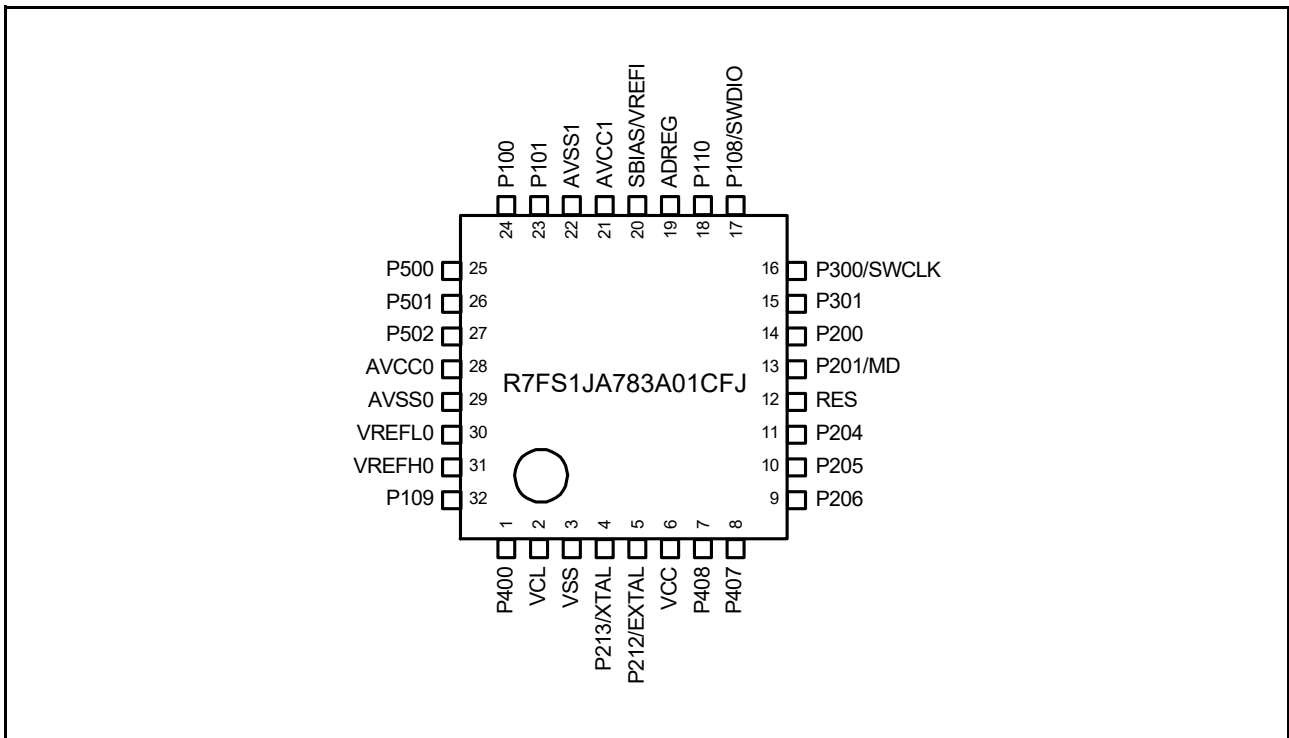 P100
P101
AVSS1
AVCC1
SBIAS/VREFI
ADREG
P110
P108/SWDIO
24
23
22
21
20
19
18
17
P500 25
P501 26
P502 27
AVCC0 28
AVSS0 29
VREFL0 30
VREFH0 31
P109 32
R7FS1JA783A01CFJ
16 P300/SWCLK
15 P301
14 P200
13 P201/MD
12 RES
11 P204
10 P205
9 P206
1
2
3
4
5
6
7
8
P400
VCL
VSS
P213/XTAL
P212/EXTAL
VCC
P408
P407